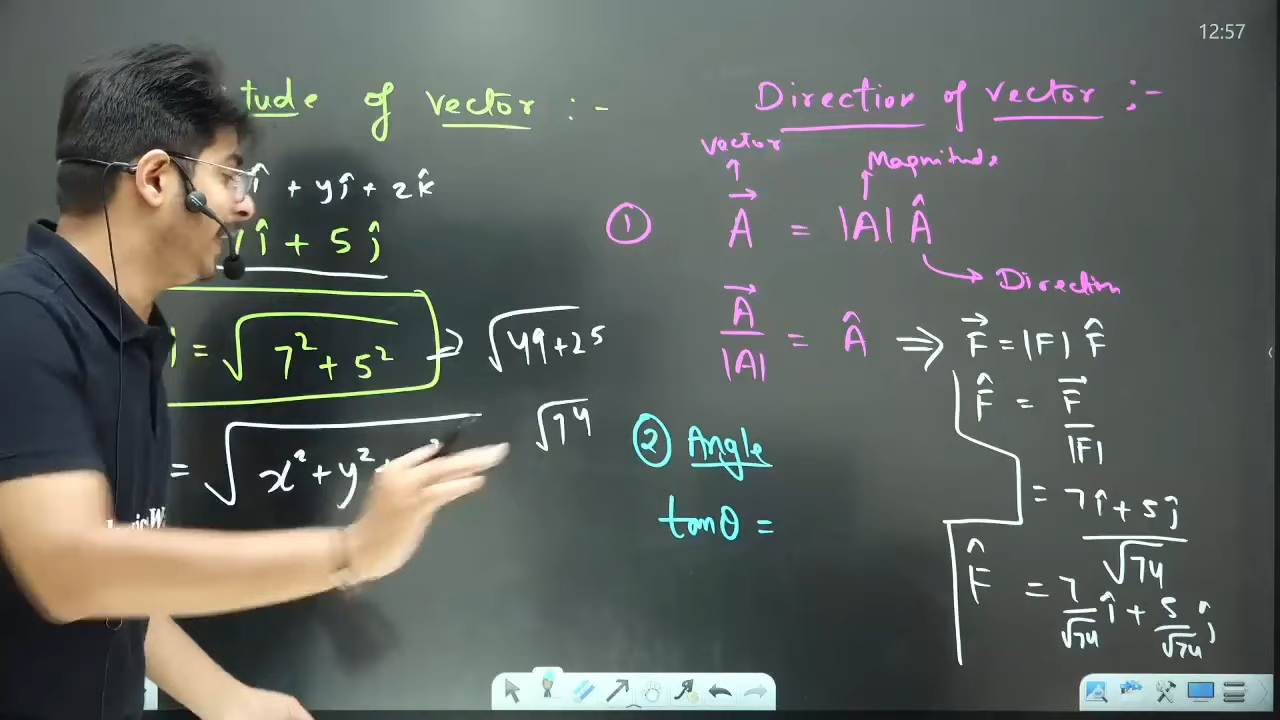 12:57
tude of vector :-
î + yĵ + zk̂
î + 5ĵ
| = √(7² + 5²) => √(49+25)
√74
= √(x² + y² +
Direction of vector :-
vector
Magnitude
① A⃗ = |A| Â
Direction
A⃗/|A| = Â => F⃗ = |F| F̂
F̂ = F⃗/|F|
= (7î + 5ĵ)/√74
F̂ = 7/√74 î + 5/√74 ĵ
② Angle
tanθ =